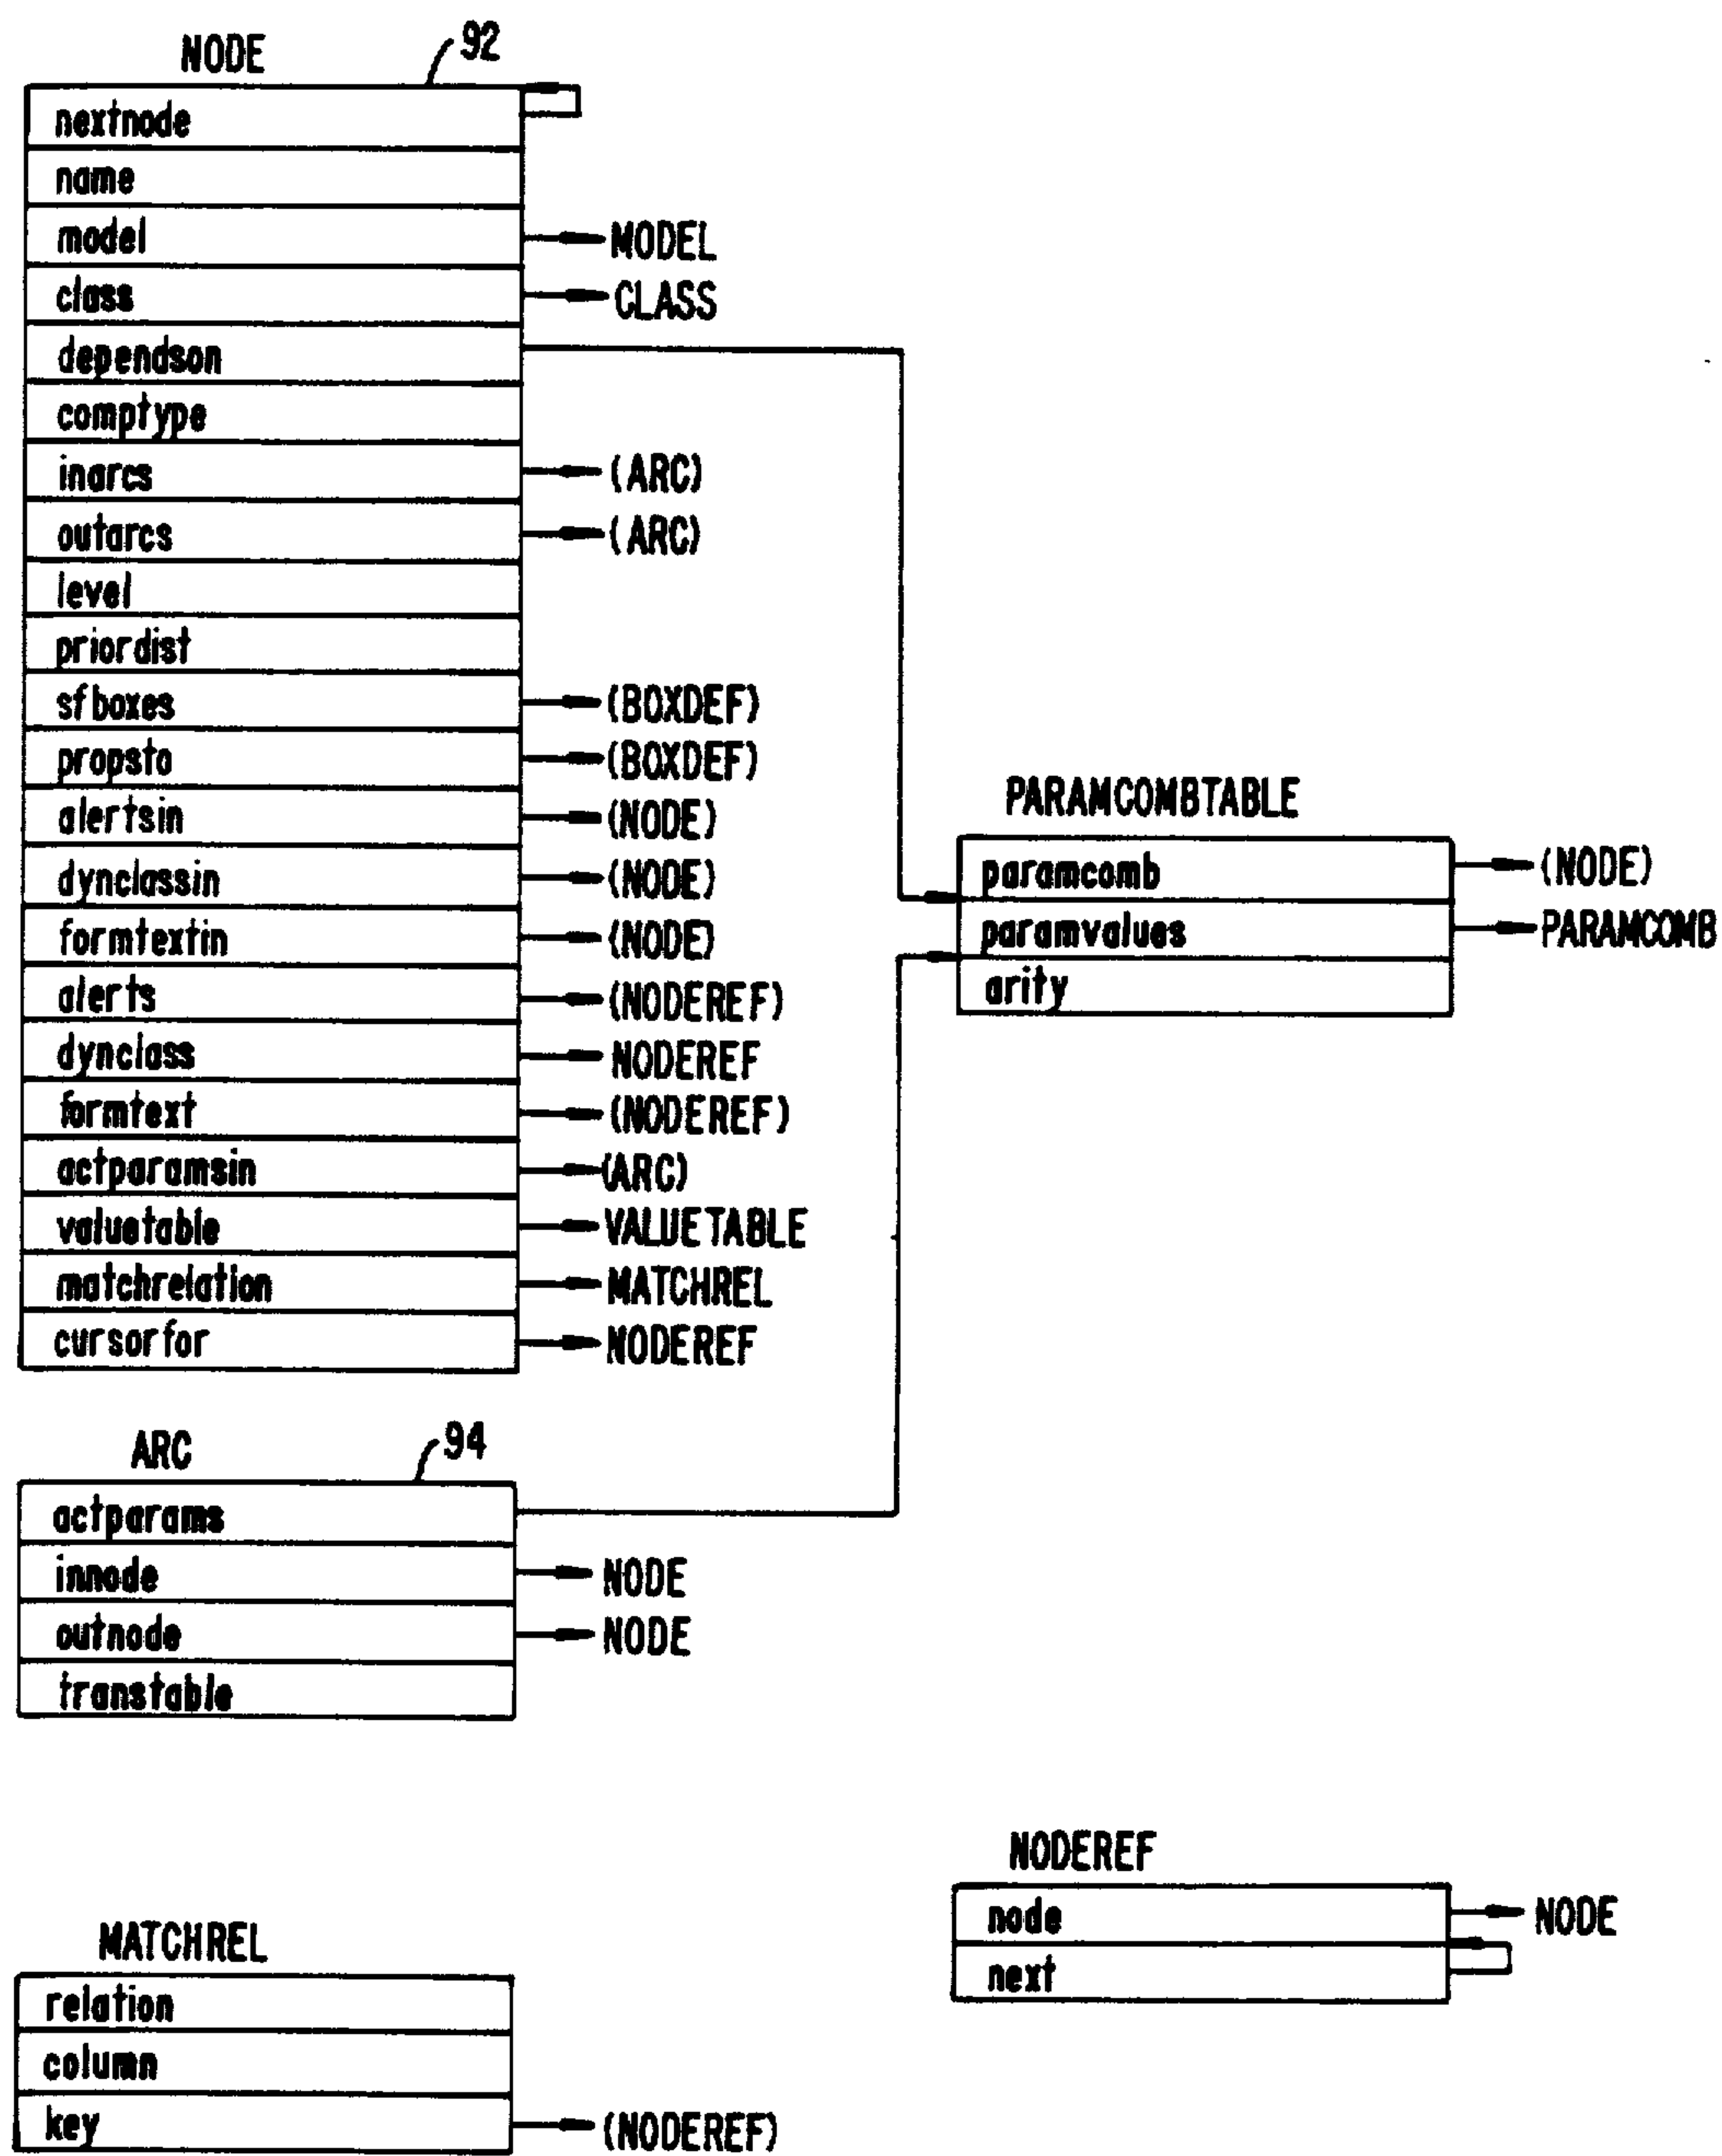 NODE
92
nextnode
name
model
MODEL
class
CLASS
dependson
comptype
inarcs
(ARC)
outarcs
(ARC)
level
priordist
sfboxes
(BOXDEF)
propsto
(BOXDEF)
alertsin
(NODE)
dynclassin
(NODE)
formtextin
(NODE)
alerts
(NODEREF)
dynclass
NODEREF
formtext
(NODEREF)
actparamsin
(ARC)
valuetable
VALUETABLE
matchrelation
MATCHREL
cursorfor
NODEREF
PARAMCOMBTABLE
paramcomb
(NODE)
paramvalues
PARAMCOMB
arity
ARC
94
actparams
innode
NODE
outnode
NODE
transtable
NODEREF
node
NODE
next
MATCHREL
relation
column
key
(NODEREF)